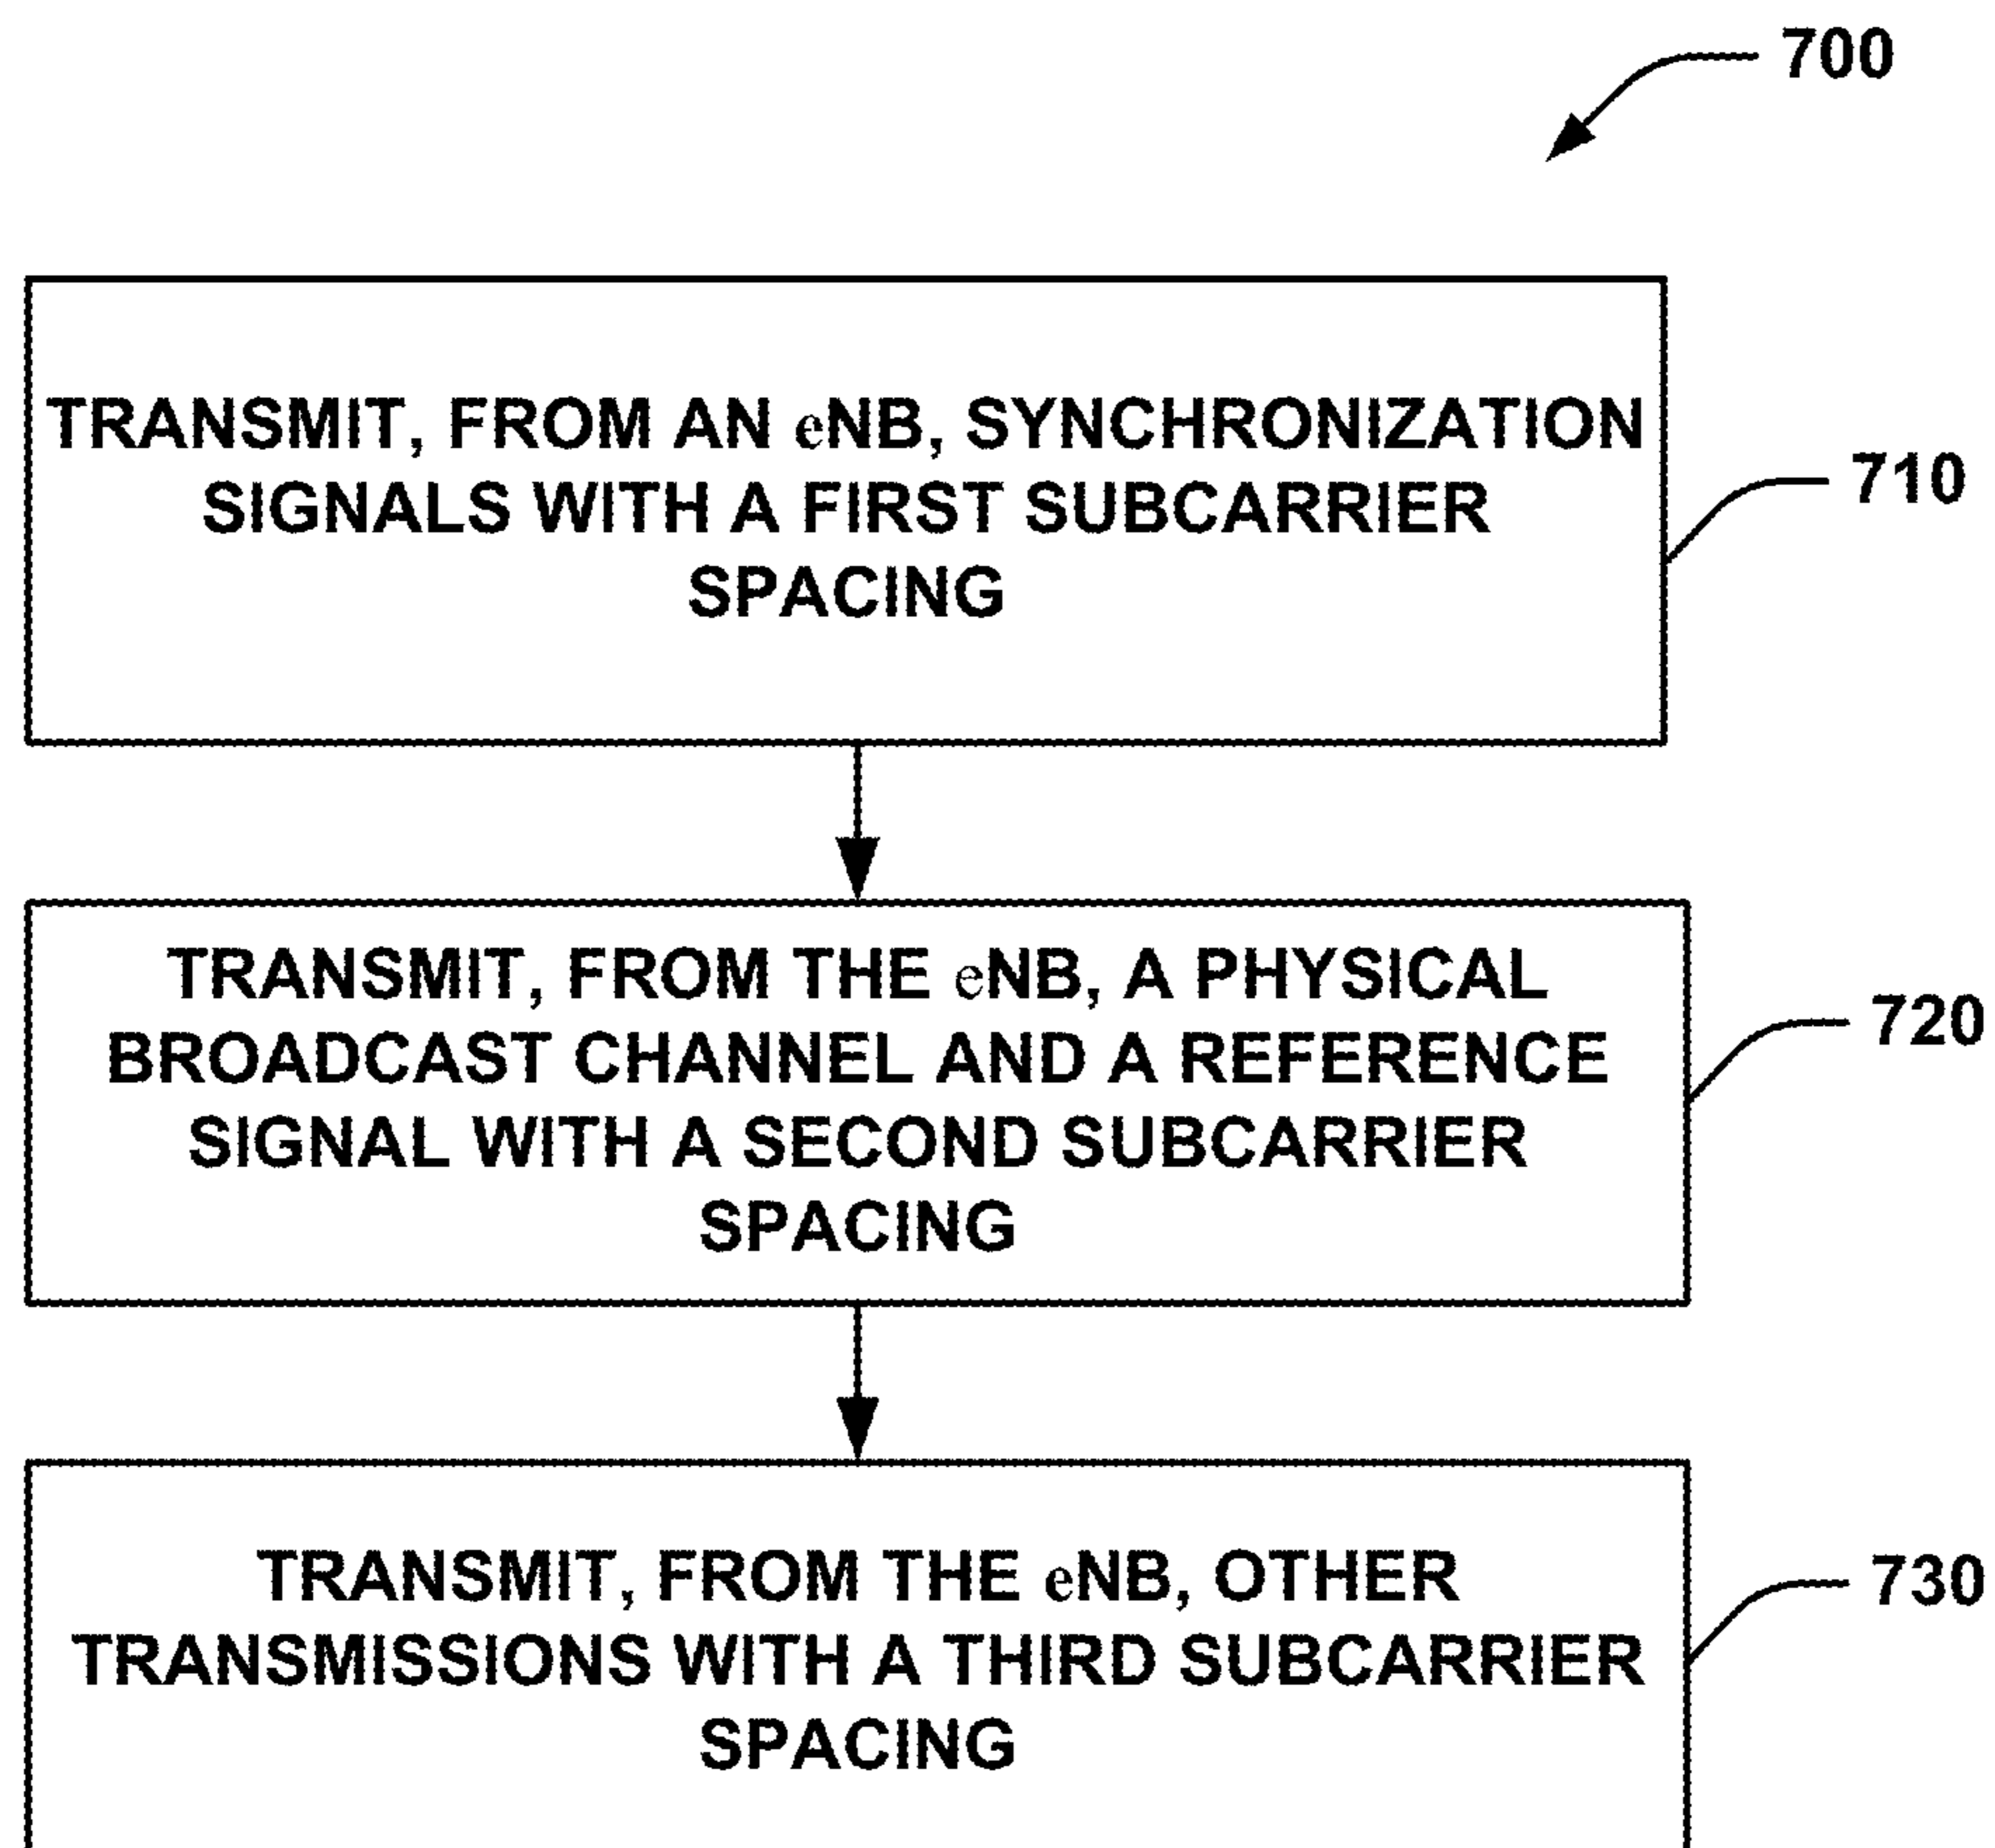 700
TRANSMIT, FROM AN eNB, SYNCHRONIZATION
SIGNALS WITH A FIRST SUBCARRIER
SPACING
710
TRANSMIT, FROM THE eNB, A PHYSICAL
BROADCAST CHANNEL AND A REFERENCE
SIGNAL WITH A SECOND SUBCARRIER
SPACING
720
TRANSMIT, FROM THE eNB, OTHER
TRANSMISSIONS WITH A THIRD SUBCARRIER
SPACING
730